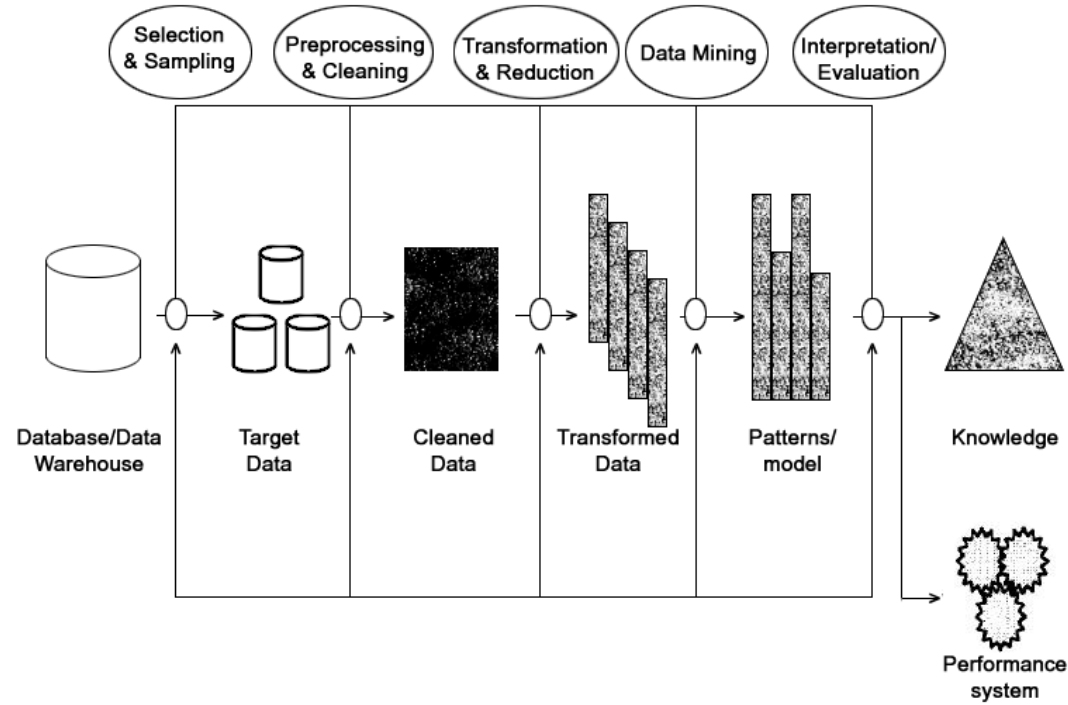 Selection
& Sampling
Preprocessing
& Cleaning
Transformation
& Reduction
Data Mining
Interpretation/
Evaluation
Database/Data
Warehouse
Target
Data
Cleaned
Data
Transformed
Data
Patterns/
model
Knowledge
Performance
system